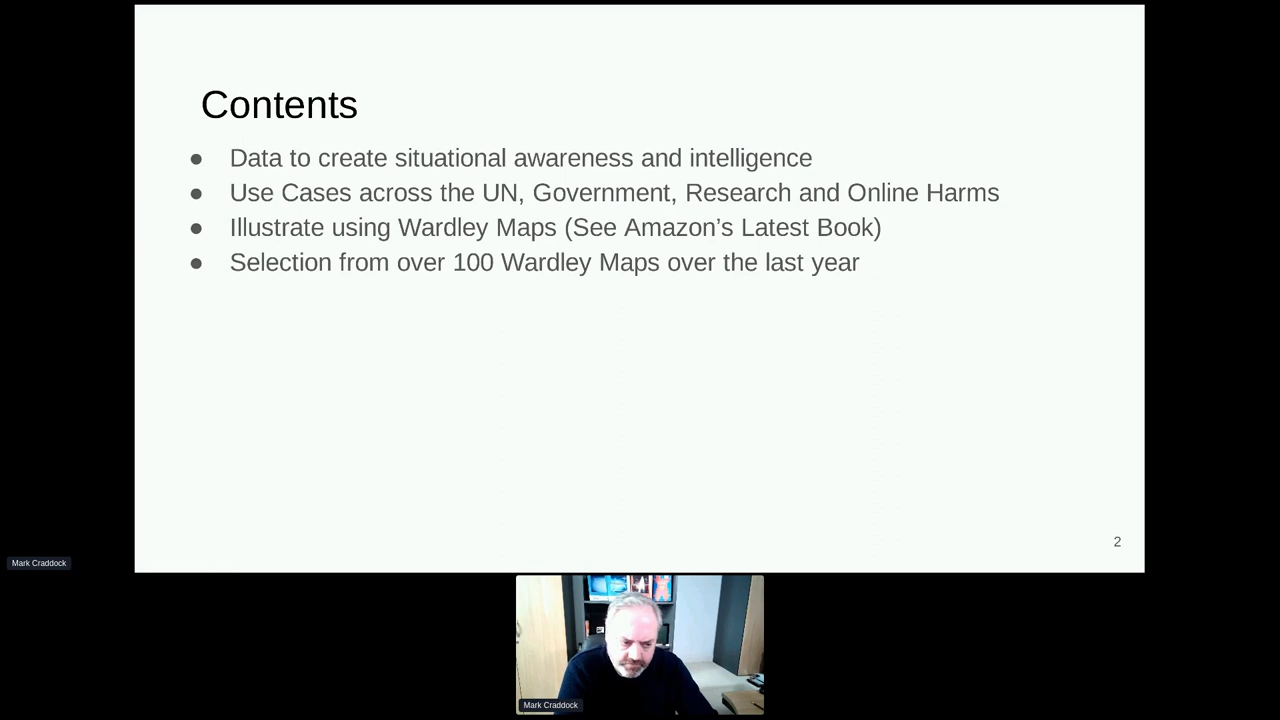 Contents
● Data to create situational awareness and intelligence
● Use Cases across the UN, Government, Research and Online Harms
● Illustrate using Wardley Maps (See Amazon’s Latest Book)
● Selection from over 100 Wardley Maps over the last year
2
Mark Craddock
Mark Craddock